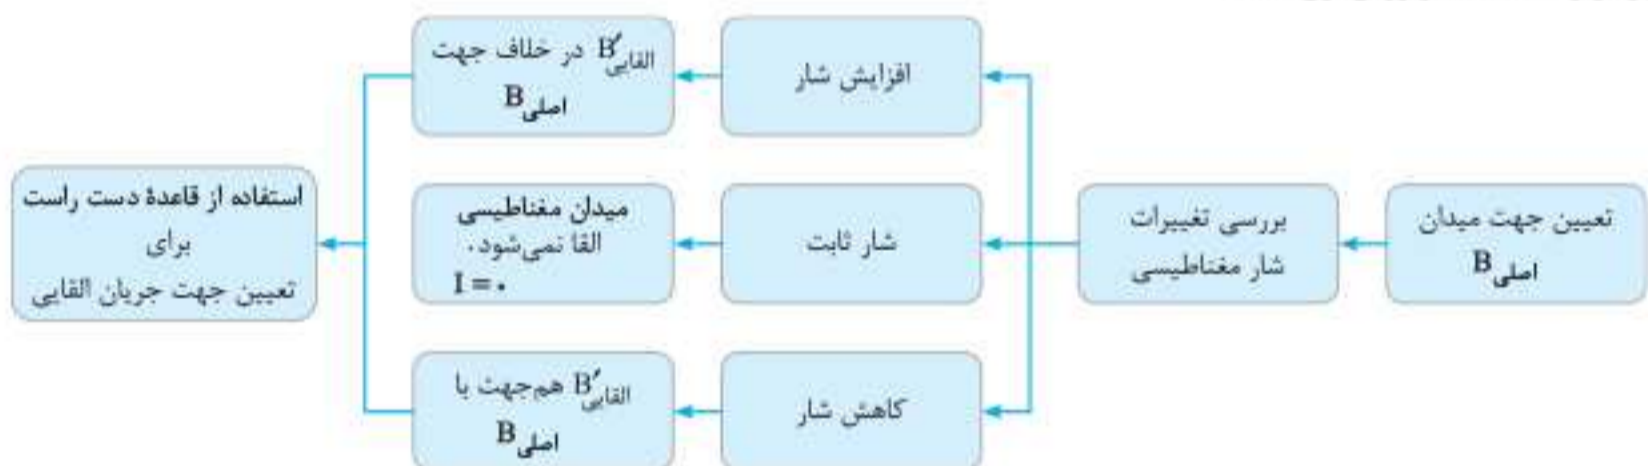 تعیین جهت میدان
B اصلی
بررسی تغییرات
شار مغناطیسی
افزایش شار
B′ القایی در خلاف جهت
B اصلی
شار ثابت
میدان مغناطیسی
القا نمی‌شود.
I = ۰
کاهش شار
B′ القایی هم‌جهت با
B اصلی
استفاده از قاعدهٔ دست راست
برای
تعیین جهت جریان القایی